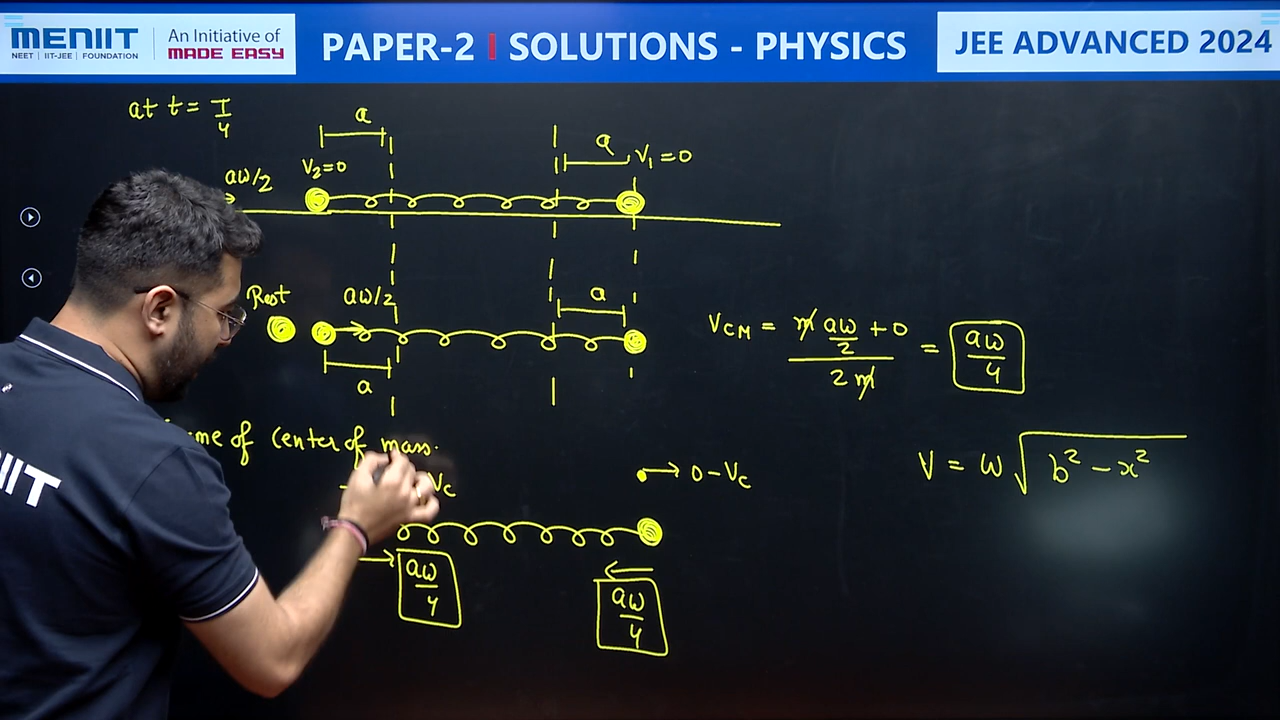 MENIIT
NEET | IIT-JEE | FOUNDATION
An Initiative of
MADE EASY
PAPER-2 | SOLUTIONS - PHYSICS
JEE ADVANCED 2024
at t = T/4
a
a
V₂=0
V₁=0
aω/2
Rest
aω/2
a
a
V_CM = (m aω/2 + 0) / 2m = aω/4
of center of mass.
V_c
0 - V_c
V = ω√(b² - x²)
aω/4
aω/4